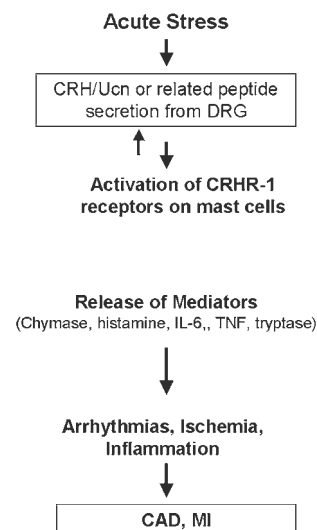 Acute Stress
CRH/Ucn or related peptide
secretion from DRG
Activation of CRHR-1
receptors on mast cells
Release of Mediators
(Chymase, histamine, IL-6,, TNF, tryptase)
Arrhythmias, Ischemia,
Inflammation
CAD, MI